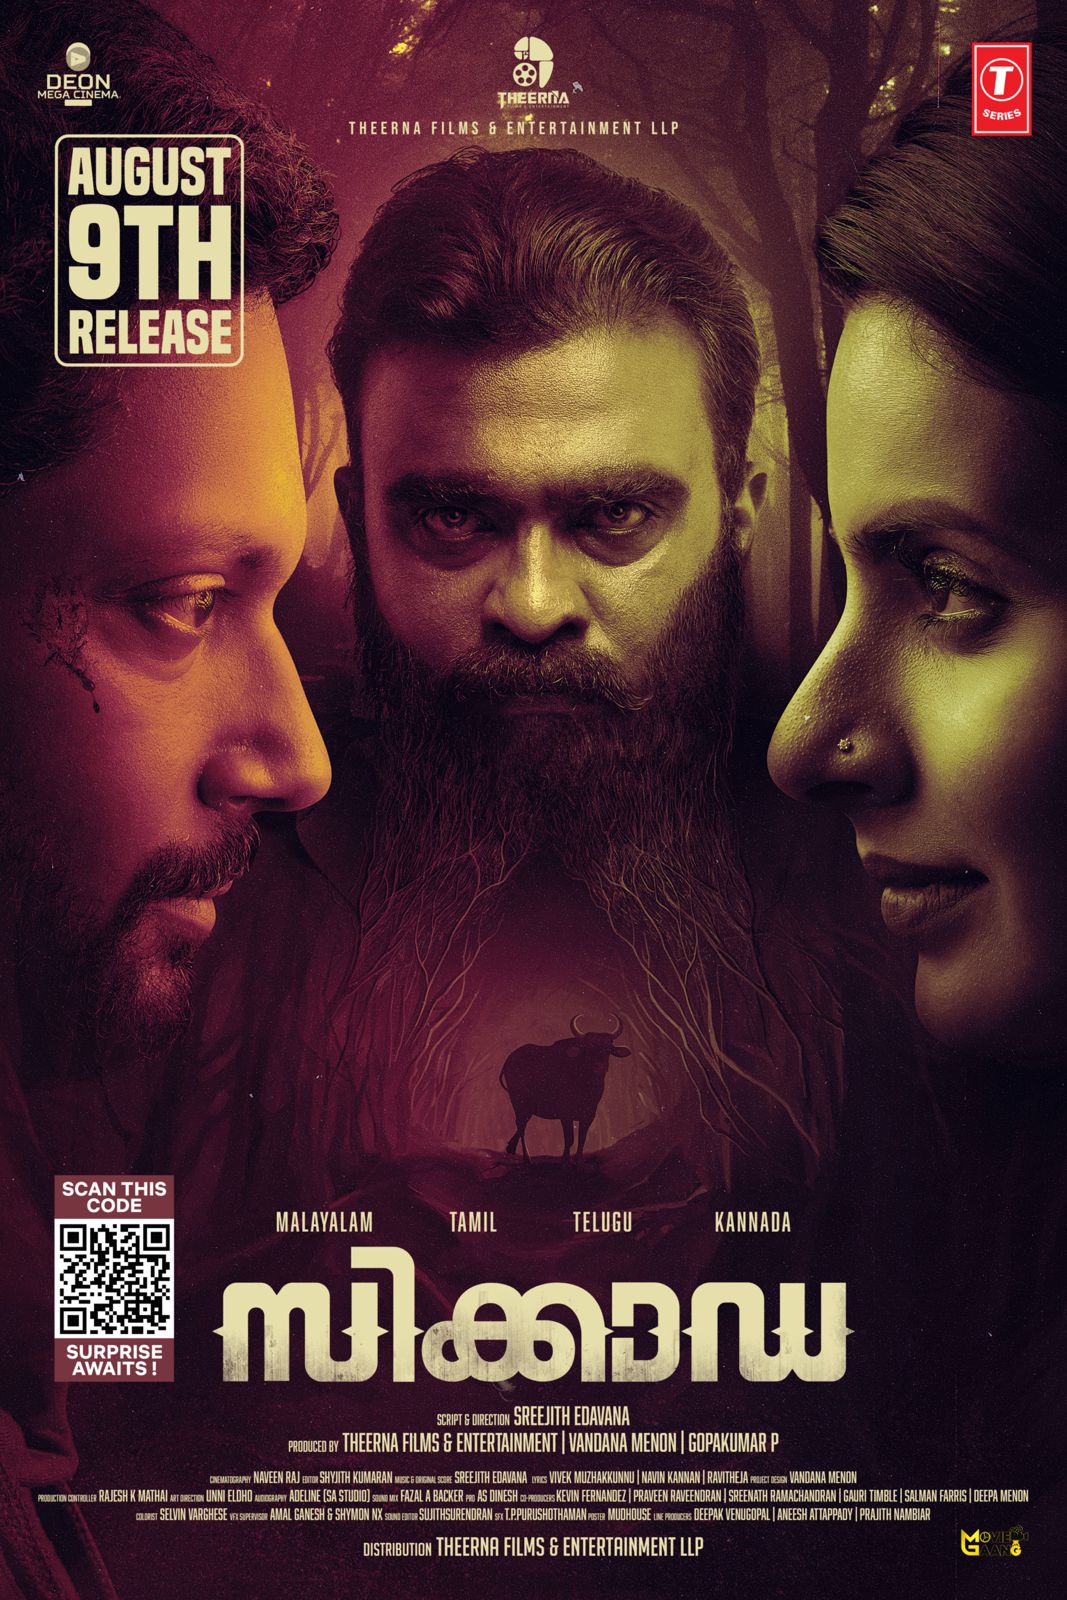 DEON
MEGA CINEMA
THEERNA
THEERNA FILMS & ENTERTAINMENT LLP
T
SERIES
AUGUST
9TH
RELEASE
SCAN THIS
CODE
SURPRISE
AWAITS !
MALAYALAM TAMIL TELUGU KANNADA
സിക്കാഡ
SCRIPT & DIRECTION SREEJITH EDAVANA
PRODUCED BY THEERNA FILMS & ENTERTAINMENT | VANDANA MENON | GOPAKUMAR P
CINEMATOGRAPHY NAVEEN RAJ EDITOR SHYJITH KUMARAN MUSIC & ORIGINAL SCORE SREEJITH EDAVANA LYRICS VIVEK MUZHAKKUNNU | NAVIN KANNAN | RAVITHEJA PROJECT DESIGN VANDANA MENON
PRODUCTION CONTROLLER RAJESH K MATHAI ART DIRECTION UNNI ELDHO AUDIOGRAPHY ADELINE (SA STUDIO) SOUND MIX FAZAL A BACKER PRO AS DINESH CO-PRODUCERS KEVIN FERNANDEZ | PRAVEEN RAVEENDRAN | SREENATH RAMACHANDRAN | GAURI TIMBLE | SALMAN FARRIS | DEEPA MENON
COLORIST SELVIN VARGHESE VFX SUPERVISOR AMAL GANESH & SHYMON NX SOUND EDITOR SUJITHSURENDRAN SFX T.P.PURUSHOTHAMAN POSTER MUDHOUSE LINE PRODUCERS DEEPAK VENUGOPAL | ANEESH ATTAPPADY | PRAJITH NAMBIAR
DISTRIBUTION THEERNA FILMS & ENTERTAINMENT LLP
MOVIE
GAANG